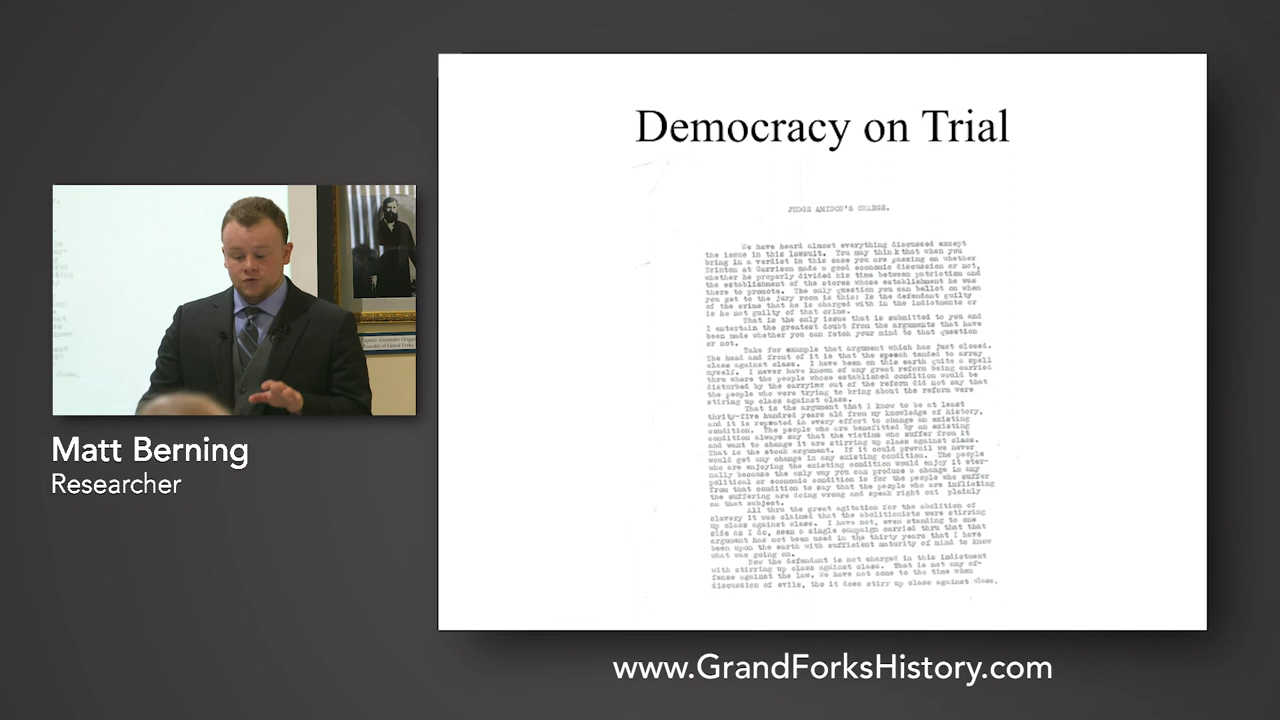 Democracy on Trial
JUDGE AMIDON'S CHARGE.
We have heard almost everything discussed except
the issue in this lawsuit. You may think that when you
bring in a verdict in this case you are passing on whether
Brinton at Garrison made a good economic discussion or not,
whether he properly divided his time between patriotism and
the establishment of the stores whose establishment he was
there to promote. The only question you can ballot on when
you get to the jury room is this: Is the defendant guilty
of the crime that he is charged with in the indictments or
is he not guilty of that crime.
That is the only issue that is submitted to you and
I entertain the greatest doubt from the arguments that have
been made whether you can fetch your mind to that question
or not.
Take for example that argument which has just closed.
The head and front of it is that the speech tended to array
class against class. I have been on this earth quite a spell
myself. I never have known of any great reform being carried
thru where the people whose established condition would be
disturbed by the carrying out of the reform did not say that
the people who were trying to bring about the reform were
stiring up class against class.
That is the argument that I know to be at least
thirty-five hundred years old from my knowledge of history,
and it is repeated in every effort to change an existing
condition. The people who are benefitted by an existing
condition always say that the victims who suffer from it
and want to change it are stirring up class against class.
That is the stock argument. If it could prevail we never
would get any change in any existing condition. The people
who are enjoying the existing condition would enjoy it eter-
nally because the only way you can produce a change in any
political or economic condition is for the people who suffer
from that condition to say that the people who are inflicting
the suffering are doing wrong and speak right out plainly
on that subject.
All thru the great agitation for the abolition of
slavery it was claimed that the abolitionists were stirring
up class against class. I have not, even standing to one
side as I do, seen a single campaign carried thru that that
argument has not been used in the thirty years that I have
been upon the earth with sufficient maturity of mind to know
what was going on.
Now the defendant is not charged in this indictment
with stirring up class against class. That is not any of-
fense against the law. We have not come to the time when
discussion of evils, tho it does stirr up class against class,
Captain Alexander Griggs
Founder of Grand Forks
Matt Berning
Researcher
www.GrandForksHistory.com